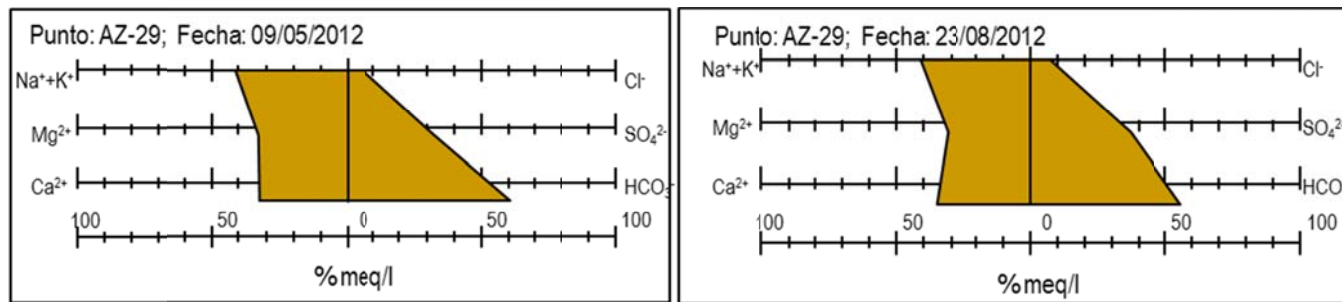 Punto: AZ-29; Fecha: 09/05/2012
Na⁺+K⁺ Cl⁻
Mg²⁺ SO₄²⁻
Ca²⁺ HCO₃⁻
100 50 0 50 100
%meq/l
Punto: AZ-29; Fecha: 23/08/2012
Na⁺+K⁺ Cl⁻
Mg²⁺ SO₄²
Ca²⁺ HCO
100 50 0 50 100
%meq/l